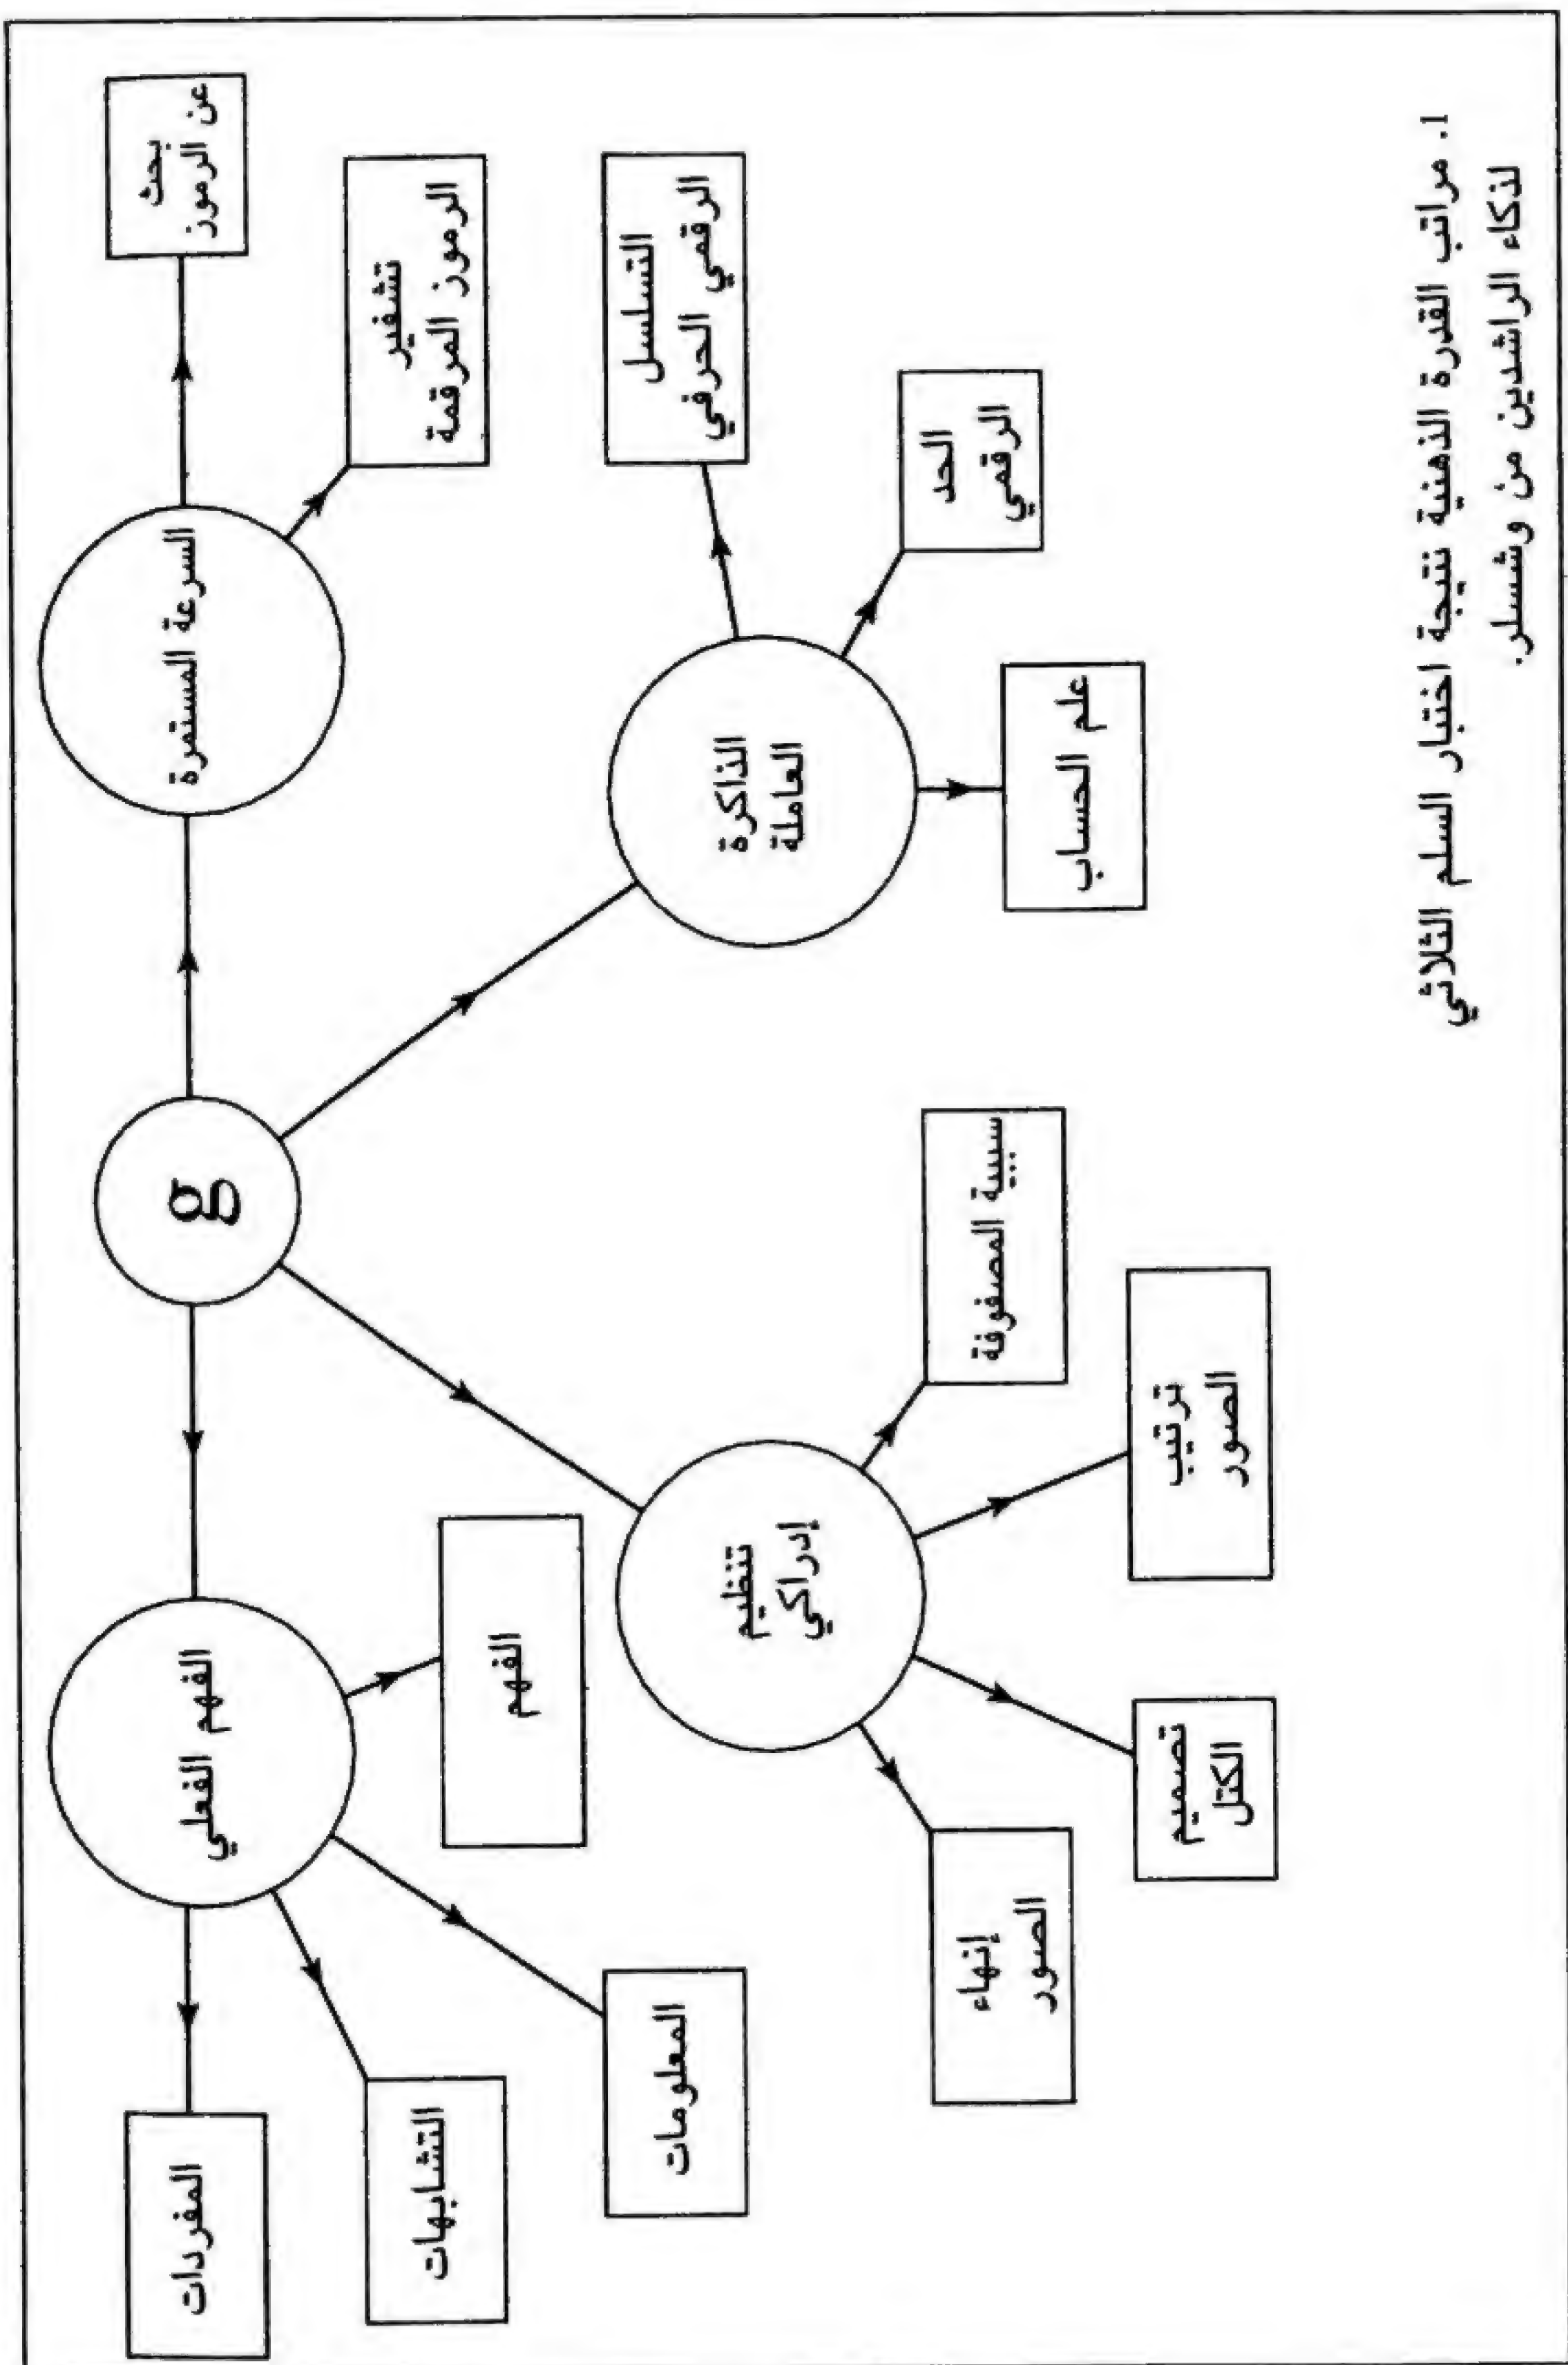 g
الفهم الفعلي
المفردات
التشابهات
المعلومات
الفهم
تنظيم
إدراكي
إنهاء
الصور
تصميم
الكتل
ترتيب
الصور
سببية المصفوفة
الذاكرة
العاملة
علم الحساب
الحد
الرقمي
التسلسل
الرقمي الحرفي
السرعة المستمرة
تشفير
الرموز المرقمة
بحث
عن الرموز
1. مراتب القدرة الذهنية نتيجة اختبار السلم الثلاثي
لذكاء الراشدين من وشسلر.